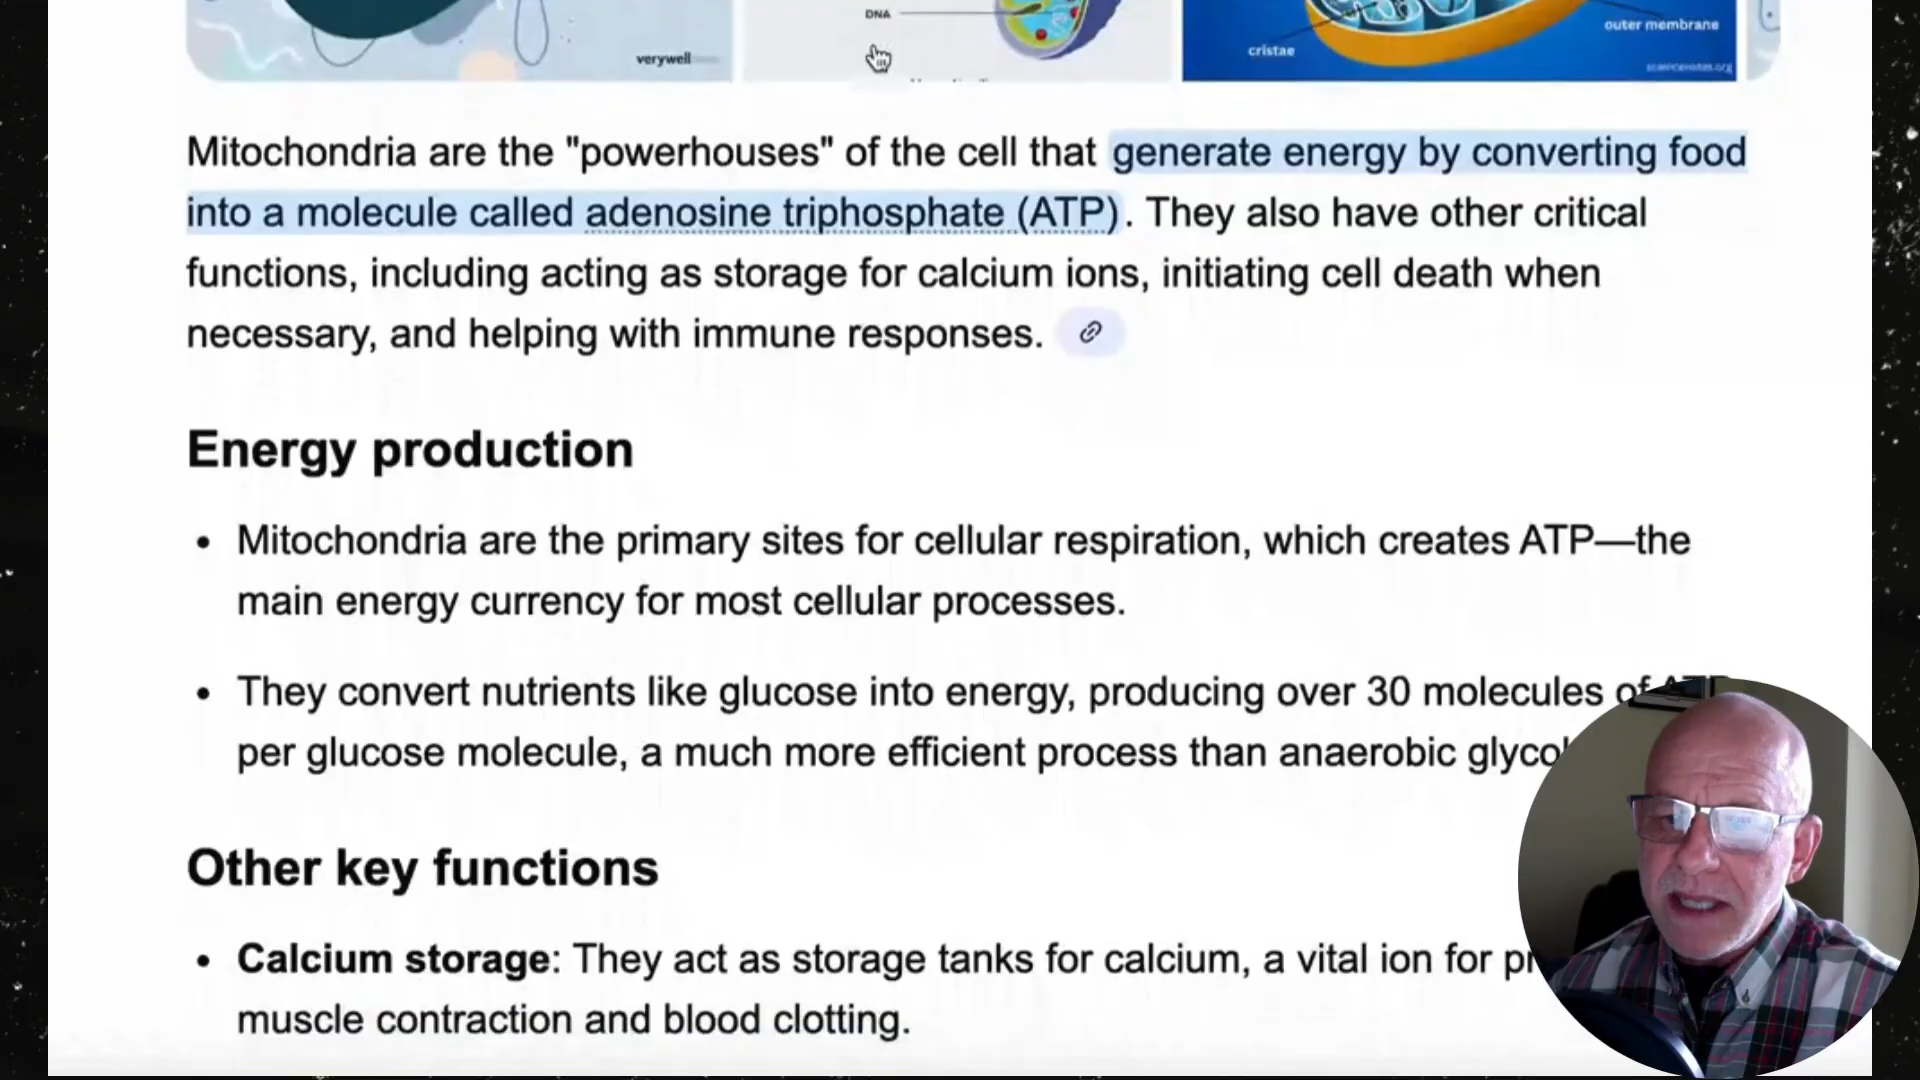 DNA
outer membrane
cristae
verywell
sciencenotes.org
Mitochondria are the "powerhouses" of the cell that generate energy by converting food
into a molecule called adenosine triphosphate (ATP). They also have other critical
functions, including acting as storage for calcium ions, initiating cell death when
necessary, and helping with immune responses.
Energy production
• Mitochondria are the primary sites for cellular respiration, which creates ATP—the
main energy currency for most cellular processes.
• They convert nutrients like glucose into energy, producing over 30 molecules of
per glucose molecule, a much more efficient process than anaerobic
Other key functions
• Calcium storage: They act as storage tanks for calcium, a vital ion for
muscle contraction and blood clotting.